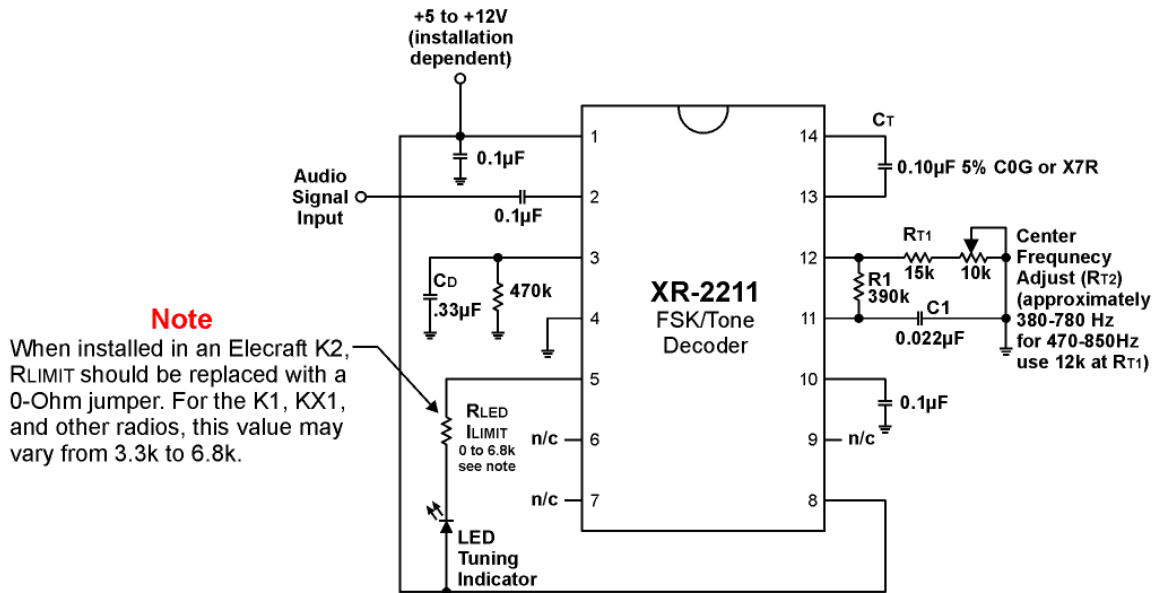 +5 to +12V
(installation
dependent)
1
0.1µF
Audio
Signal
Input
0.1µF
2
3
CD
.33µF
470k
4
Note
When installed in an Elecraft K2,
RLIMIT should be replaced with a
0-Ohm jumper. For the K1, KX1,
and other radios, this value may
vary from 3.3k to 6.8k.
5
RLED
ILIMIT
0 to 6.8k
see note
n/c
6
n/c
7
LED
Tuning
Indicator
XR-2211
FSK/Tone
Decoder
14
CT
0.10µF 5% C0G or X7R
13
12
RT1
15k
10k
R1
390k
11
C1
0.022µF
Center
Frequnecy
Adjust (RT2)
(approximately
380-780 Hz
for 470-850Hz
use 12k at RT1)
10
0.1µF
9
n/c
8